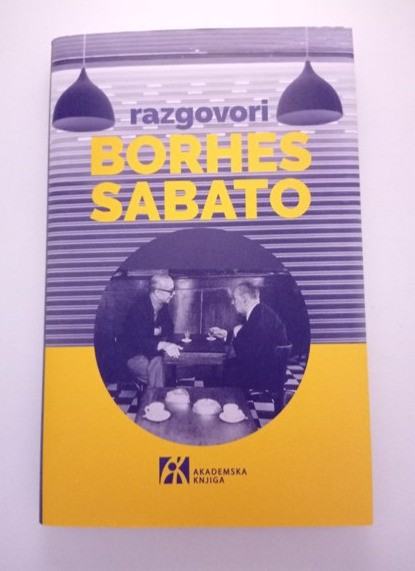 razgovori
BORHES
SABATO
AKADEMSKA
KNJIGA